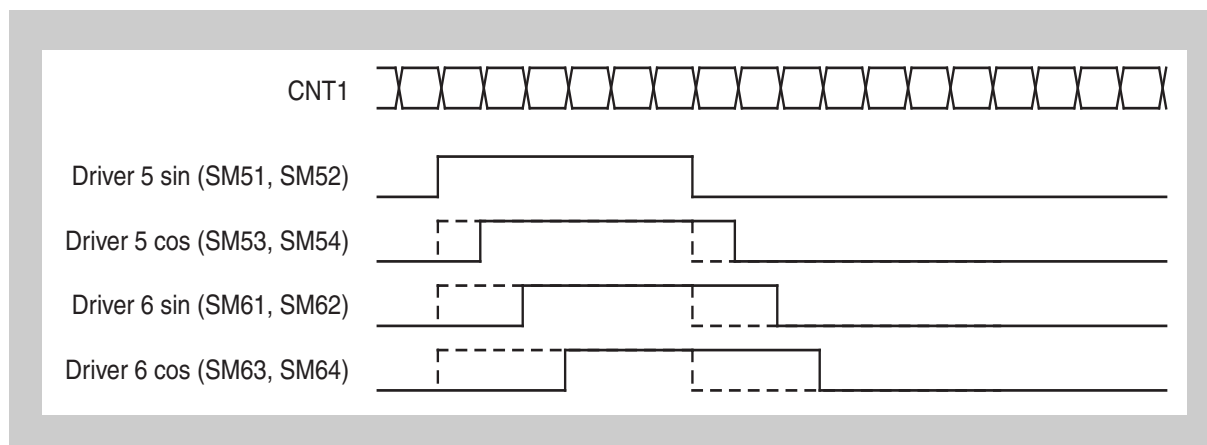 CNT1
Driver 5 sin (SM51, SM52)
Driver 5 cos (SM53, SM54)
Driver 6 sin (SM61, SM62)
Driver 6 cos (SM63, SM64)